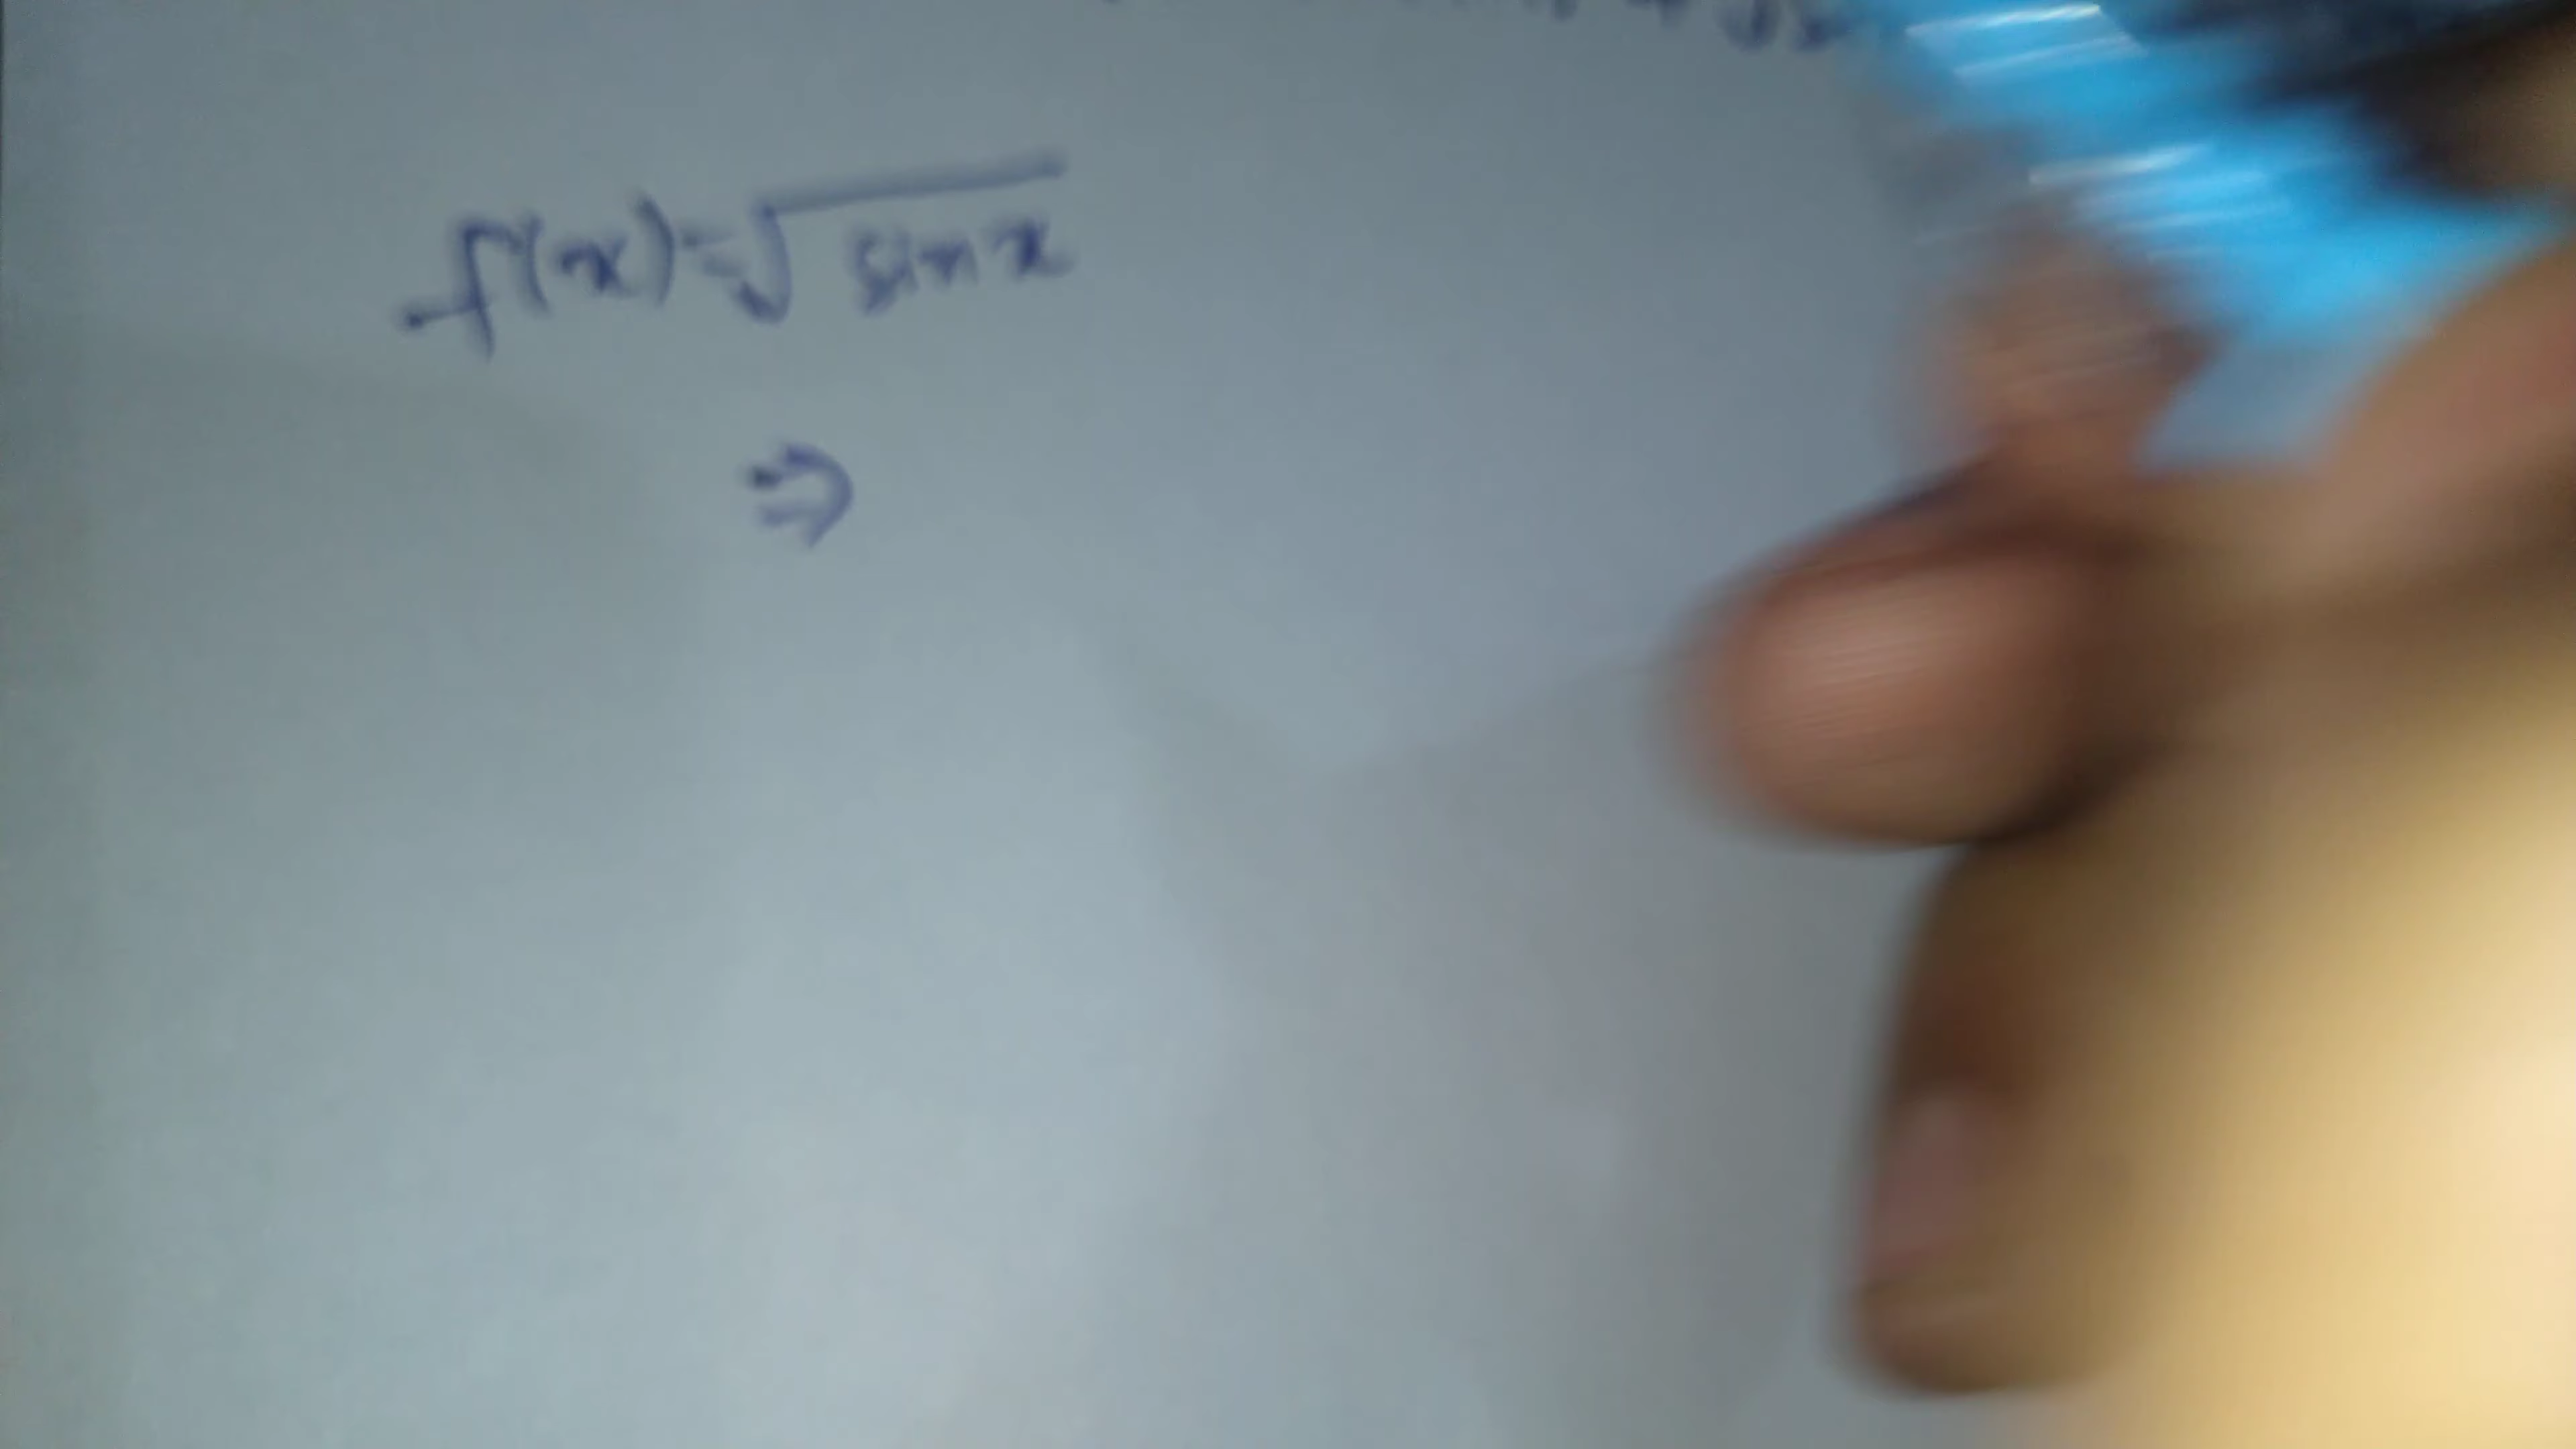 f(x)=√sin x
⇒